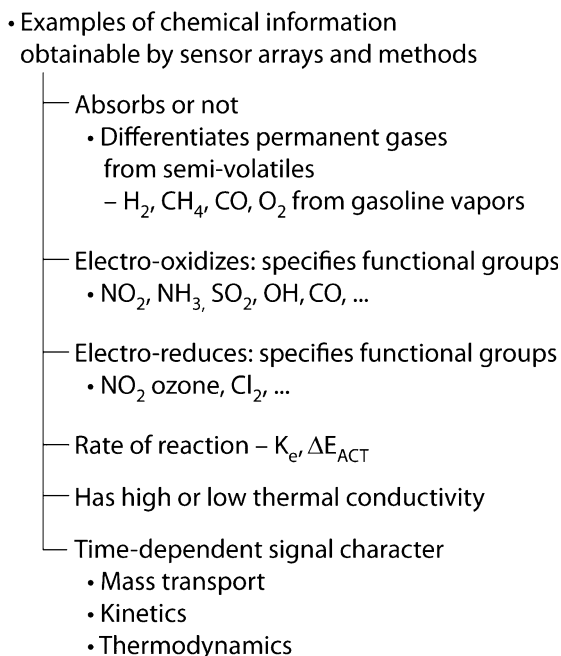 • Examples of chemical information
obtainable by sensor arrays and methods
Absorbs or not
• Differentiates permanent gases
from semi-volatiles
– H₂, CH₄, CO, O₂ from gasoline vapors
Electro-oxidizes: specifies functional groups
• NO₂, NH₃, SO₂, OH, CO, ...
Electro-reduces: specifies functional groups
• NO₂ ozone, Cl₂, ...
Rate of reaction – Kₑ, ΔE_ACT
Has high or low thermal conductivity
Time-dependent signal character
• Mass transport
• Kinetics
• Thermodynamics